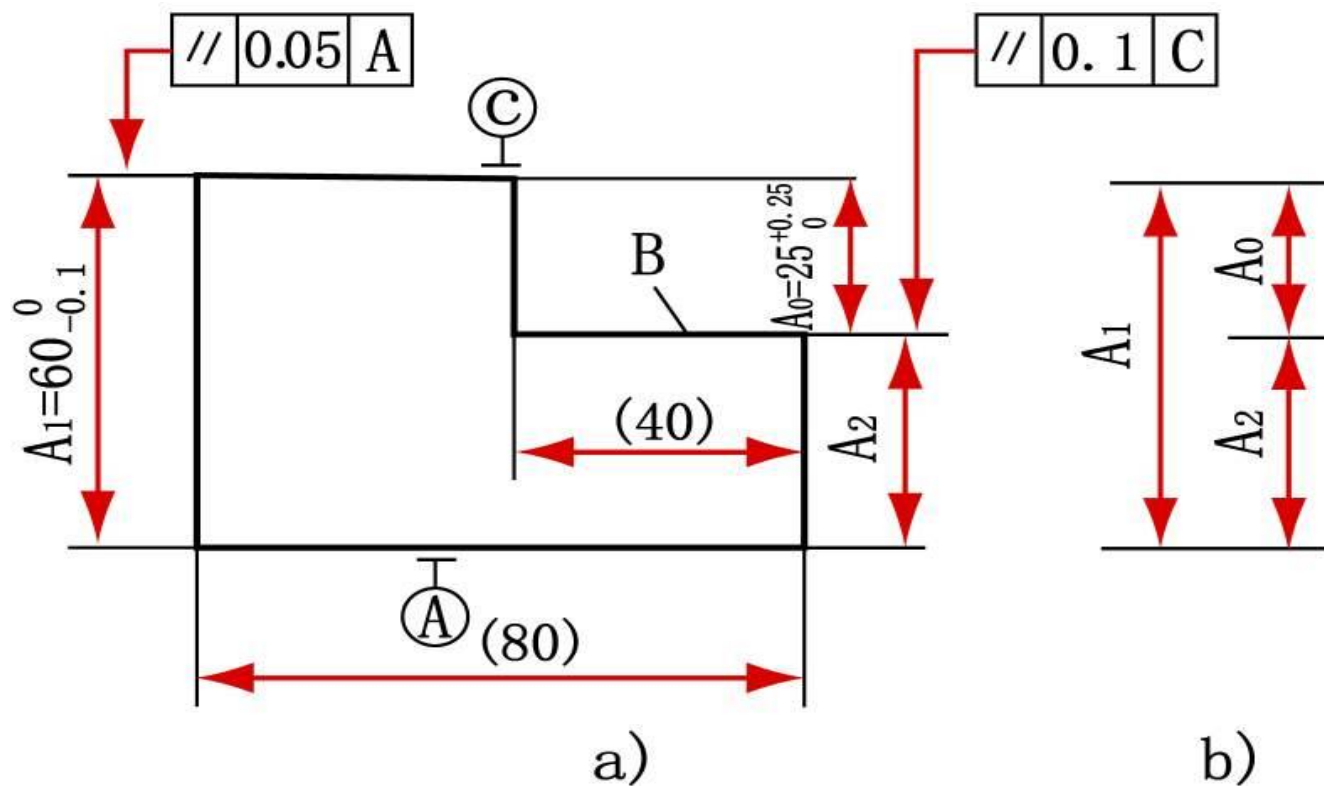 // 0.05 A
// 0.1 C
C
A₁=60 0 -0.1
A₀=25 +0.25 0
B
(40)
A₂
A
(80)
a)
A₁
A₀
A₂
b)